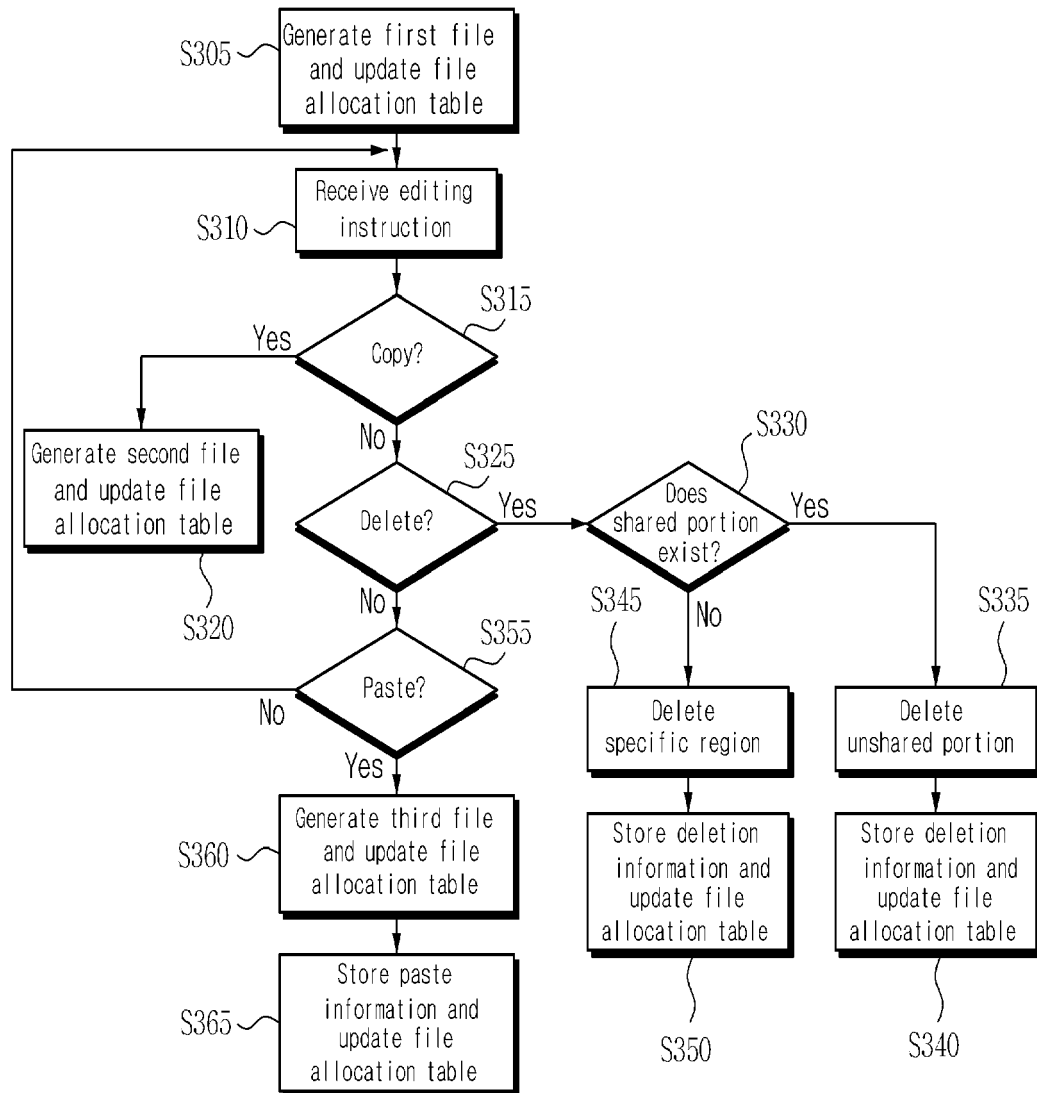 S305
Generate first file
and update file
allocation table
S310
Receive editing
instruction
S315
Copy?
Yes
No
Generate second file
and update file
allocation table
S320
S325
Delete?
Yes
No
S330
Does
shared portion
exist?
Yes
No
S355
Paste?
No
Yes
S345
Delete
specific region
S335
Delete
unshared portion
S360
Generate third file
and update file
allocation table
Store deletion
information and
update file
allocation table
S350
Store deletion
information and
update file
allocation table
S340
S365
Store paste
information and
update file
allocation table